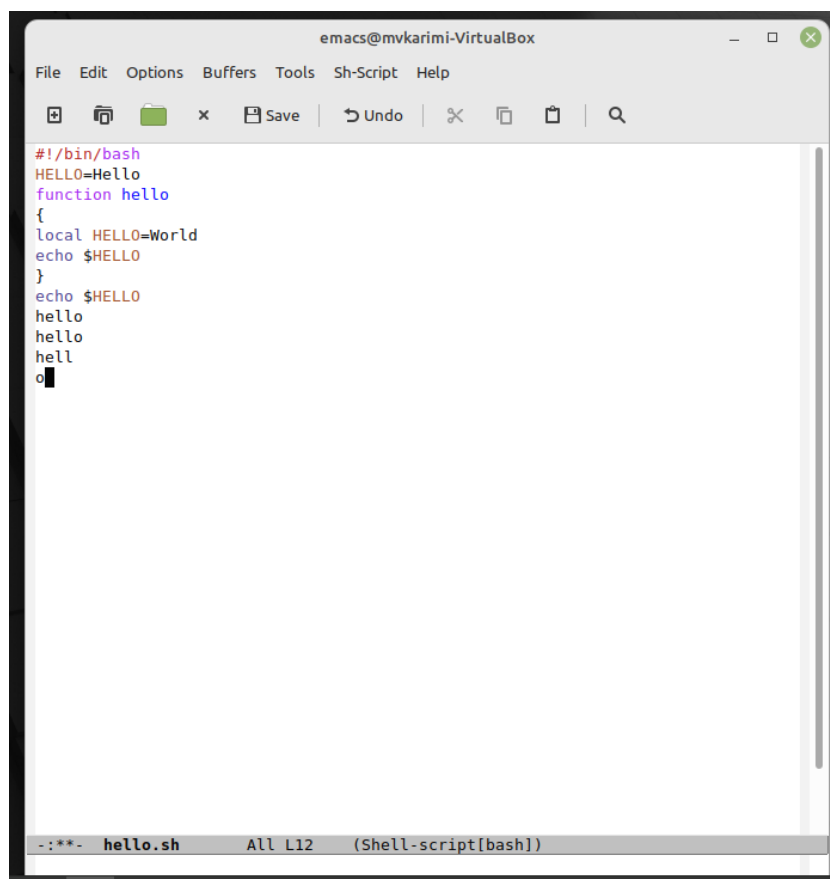 emacs@mvkarimi-VirtualBox
File Edit Options Buffers Tools Sh-Script Help
Save Undo
#!/bin/bash
HELLO=Hello
function hello
{
local HELLO=World
echo $HELLO
}
echo $HELLO
hello
hello
hell
o
-:**- hello.sh All L12 (Shell-script[bash])